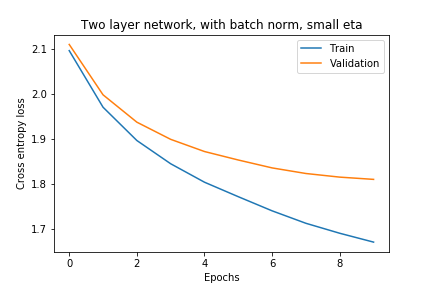 Two layer network, with batch norm, small eta
Train
Validation
2.1
2.0
1.9
1.8
1.7
Cross entropy loss
0
2
4
6
8
Epochs